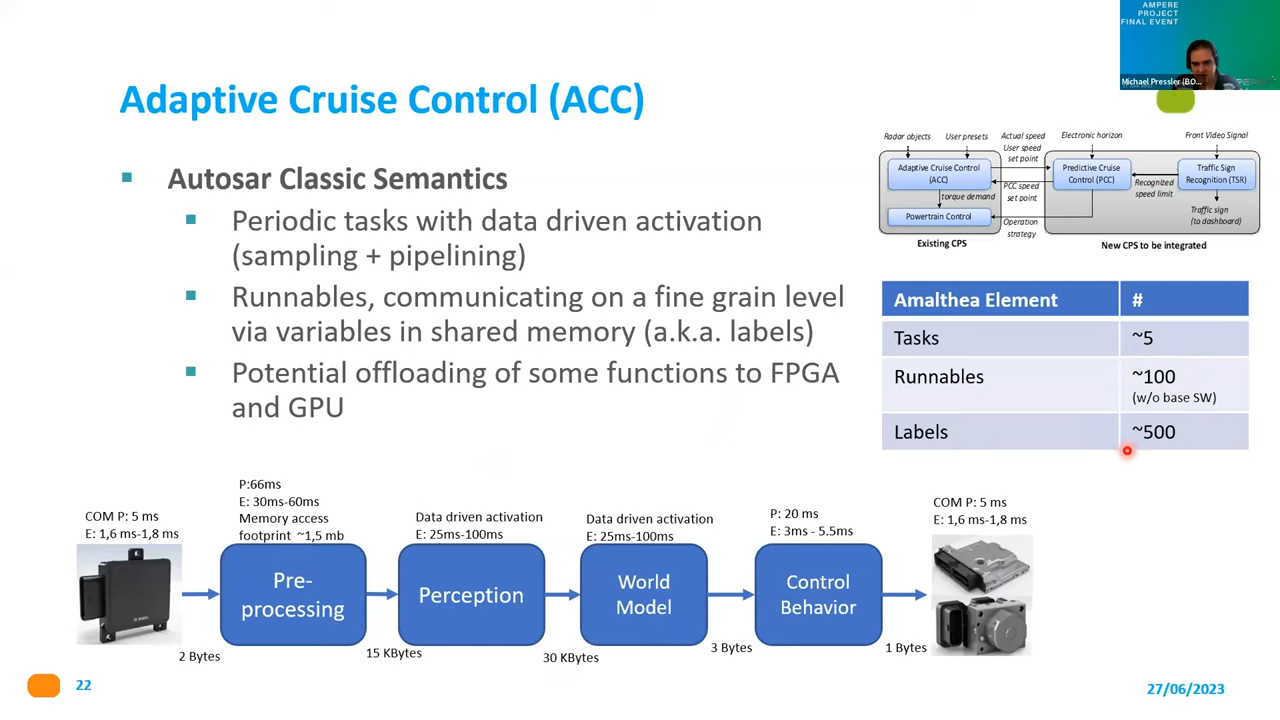 AMPERE
PROJECT
FINAL EVENT
Michael Pressler (BO...
Adaptive Cruise Control (ACC)
Autosar Classic Semantics
Periodic tasks with data driven activation
(sampling + pipelining)
Runnables, communicating on a fine grain level
via variables in shared memory (a.k.a. labels)
Potential offloading of some functions to FPGA
and GPU
Radar objects
User presets
Actual speed
User speed
set point
Electronic horizon
Front Video Signal
Adaptive Cruise Control
(ACC)
Predictive Cruise
Control (PCC)
Traffic Sign
Recognition (TSR)
torque demand
PCC speed
set point
Recognized
speed limit
Powertrain Control
Operation
strategy
Traffic sign
(to dashboard)
Existing CPS
New CPS to be integrated
Amalthea Element #
Tasks ~5
Runnables ~100
(w/o base SW)
Labels ~500
COM P: 5 ms
E: 1,6 ms-1,8 ms
P:66ms
E: 30ms-60ms
Memory access
footprint ~1,5 mb
Data driven activation
E: 25ms-100ms
Data driven activation
E: 25ms-100ms
P: 20 ms
E: 3ms - 5.5ms
COM P: 5 ms
E: 1,6 ms-1,8 ms
Pre-
processing
Perception
World
Model
Control
Behavior
2 Bytes
15 KBytes
30 KBytes
3 Bytes
1 Bytes
22
27/06/2023